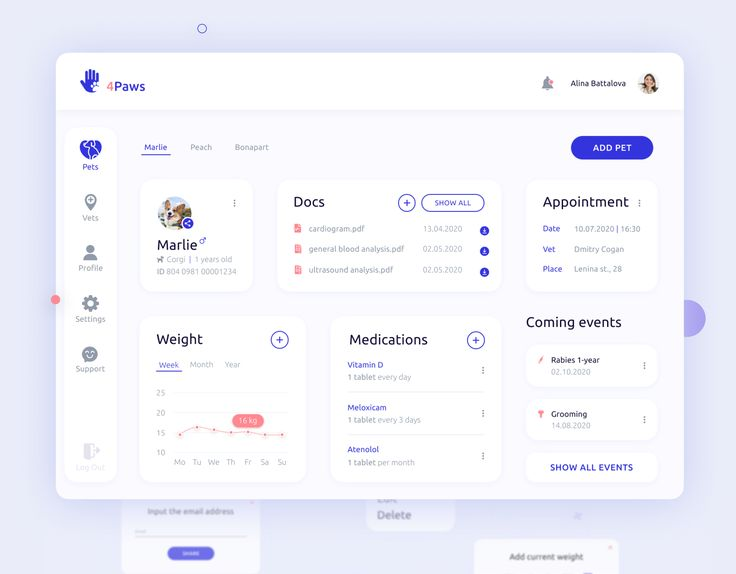 4Paws
Alina Battalova
Pets
Vets
Profile
Settings
Support
Log Out
Marlie
Peach
Bonapart
ADD PET
Marlie
Corgi | 1 years old
ID 804 0981 00001234
Docs
SHOW ALL
cardiogram.pdf 13.04.2020
general blood analysis.pdf 02.05.2020
ultrasound analysis.pdf 02.05.2020
Appointment
Date 10.07.2020 | 16:30
Vet Dmitry Cogan
Place Lenina st., 28
Weight
Week Month Year
25
20
15
10
16 kg
Mo Tu We Th Fr Sa Su
Medications
Vitamin D
1 tablet every day
Meloxicam
1 tablet every 3 days
Atenolol
1 tablet per month
Coming events
Rabies 1-year
02.10.2020
Grooming
14.08.2020
SHOW ALL EVENTS
Input the email address
SHARE
Edit
Delete
Add current weight